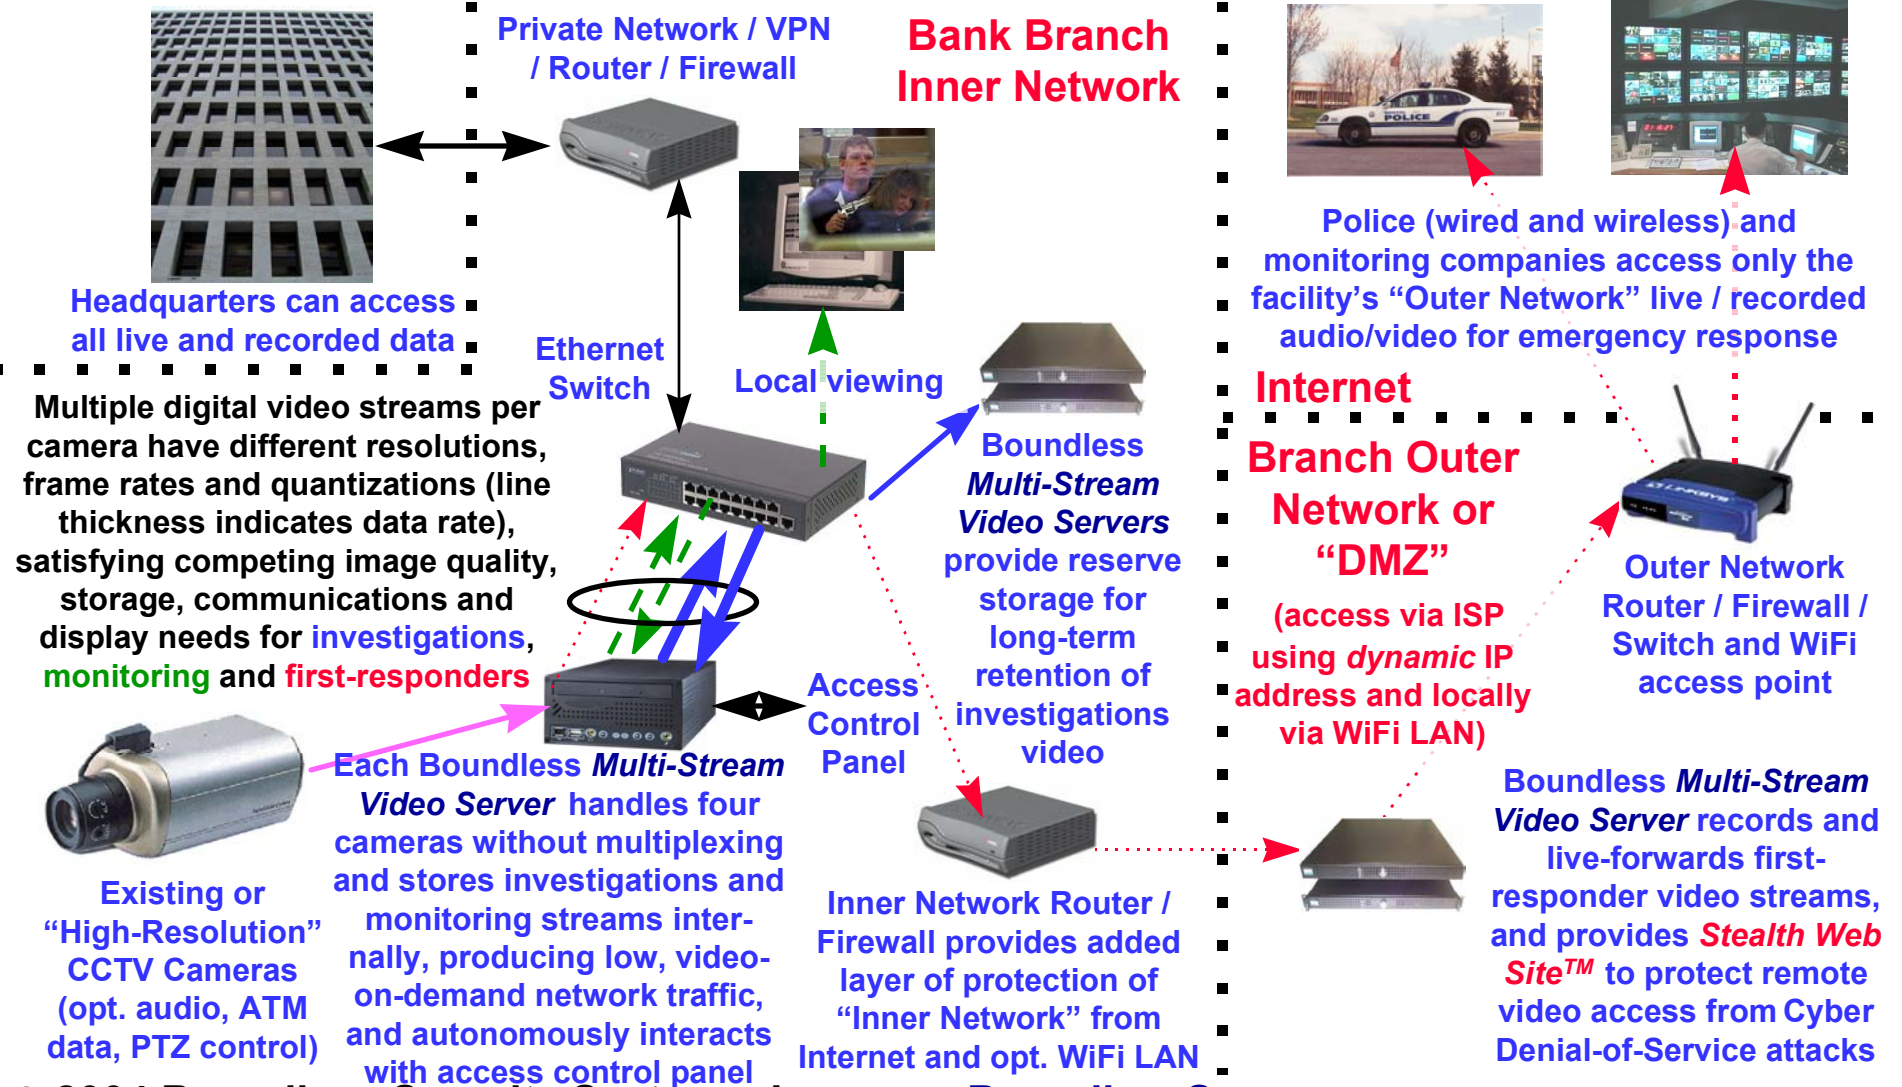 Private Network / VPN
/ Router / Firewall
Bank Branch
Inner Network
POLICE
Headquarters can access
all live and recorded data
Police (wired and wireless) and
monitoring companies access only the
facility's “Outer Network” live / recorded
audio/video for emergency response
Ethernet
Switch
Local viewing
Internet
Multiple digital video streams per
camera have different resolutions,
frame rates and quantizations (line
thickness indicates data rate),
satisfying competing image quality,
storage, communications and
display needs for investigations,
monitoring and first-responders
Boundless
Multi-Stream
Video Servers
provide reserve
storage for
long-term
retention of
investigations
video
Branch Outer
Network or
“DMZ”
(access via ISP
using dynamic IP
address and locally
via WiFi LAN)
LINKSYS
Outer Network
Router / Firewall /
Switch and WiFi
access point
Access
Control
Panel
Existing or
“High-Resolution”
CCTV Cameras
(opt. audio, ATM
data, PTZ control)
Each Boundless Multi-Stream
Video Server handles four
cameras without multiplexing
and stores investigations and
monitoring streams inter-
nally, producing low, video-
on-demand network traffic,
and autonomously interacts
with access control panel
Inner Network Router /
Firewall provides added
layer of protection of
“Inner Network” from
Internet and opt. WiFi LAN
Boundless Multi-Stream
Video Server records and
live-forwards first-
responder video streams,
and provides Stealth Web
Site™ to protect remote
video access from Cyber
Denial-of-Service attacks